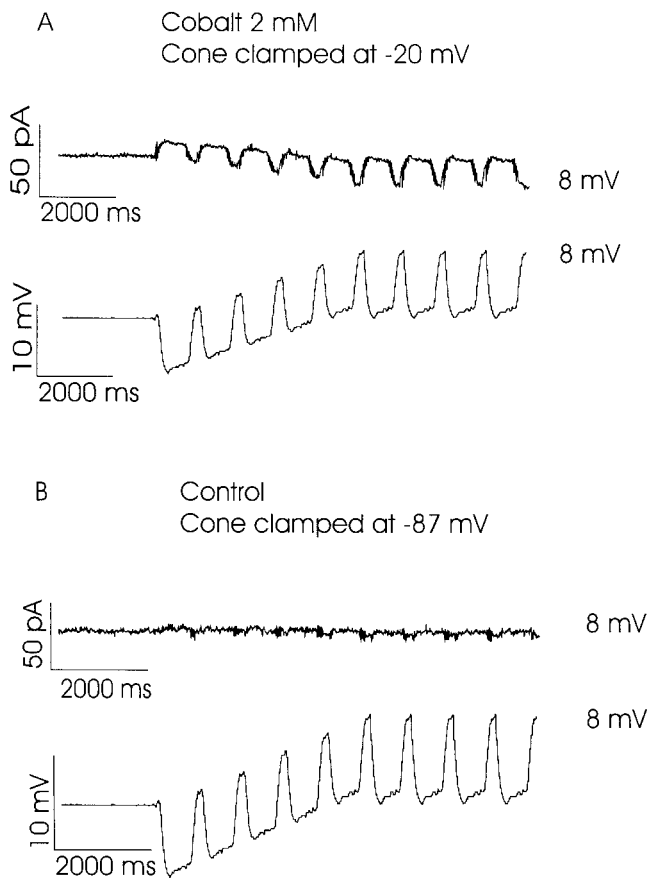 A
Cobalt 2 mM
Cone clamped at -20 mV
50 pA
2000 ms
8 mV
8 mV
10 mV
2000 ms
B
Control
Cone clamped at -87 mV
50 pA
2000 ms
8 mV
8 mV
10 mV
2000 ms